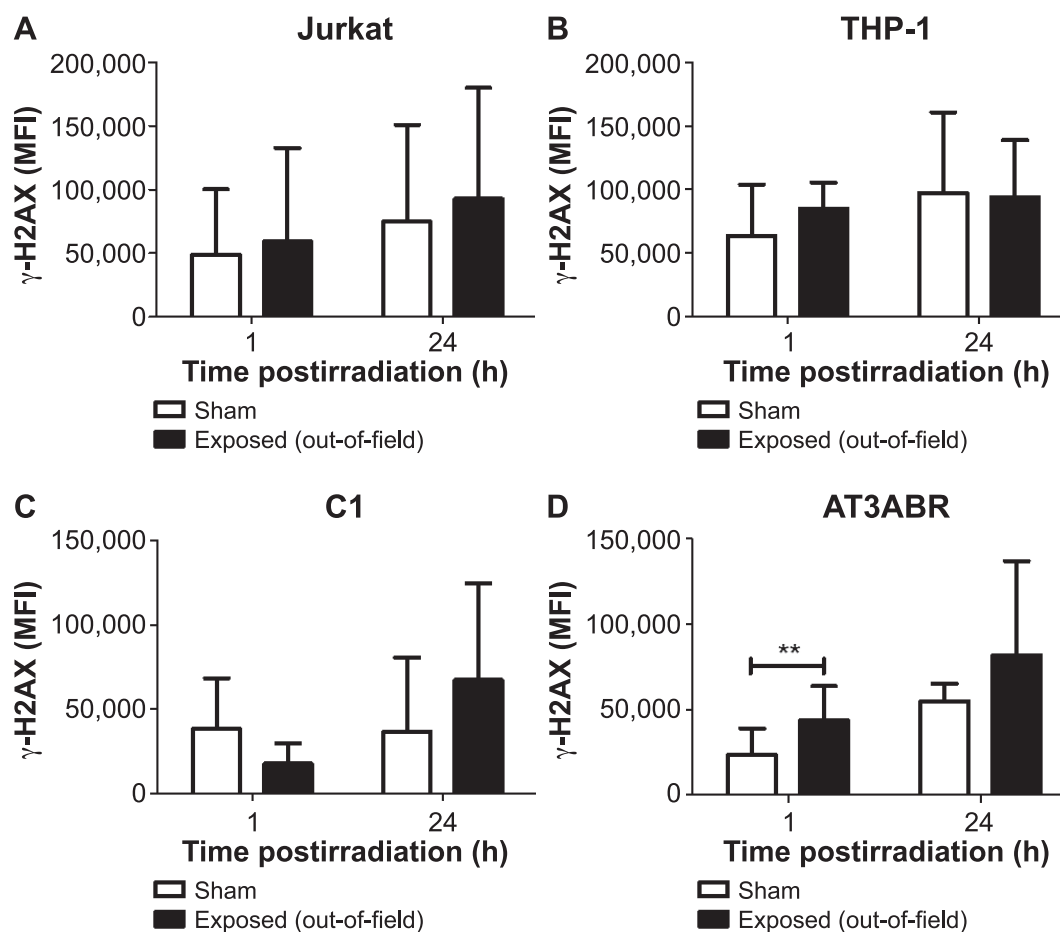 A
Jurkat
200,000
150,000
100,000
50,000
0
γ-H2AX (MFI)
1
24
Time postirradiation (h)
Sham
Exposed (out-of-field)
B
THP-1
200,000
150,000
100,000
50,000
0
γ-H2AX (MFI)
1
24
Time postirradiation (h)
Sham
Exposed (out-of-field)
C
C1
150,000
100,000
50,000
0
γ-H2AX (MFI)
1
24
Time postirradiation (h)
Sham
Exposed (out-of-field)
D
AT3ABR
150,000
100,000
50,000
0
γ-H2AX (MFI)
**
1
24
Time postirradiation (h)
Sham
Exposed (out-of-field)